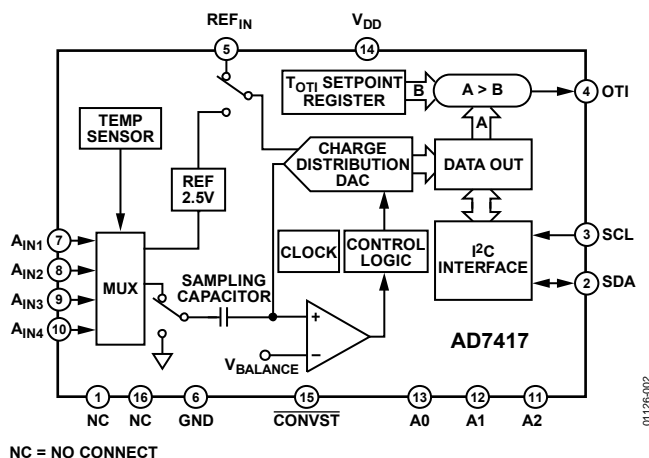 REFIN
VDD
5
14
TOTI SETPOINT
REGISTER
B
A > B
4
OTI
A
TEMP
SENSOR
CHARGE
DISTRIBUTION
DAC
DATA OUT
REF
2.5V
AIN1
7
AIN2
8
AIN3
9
AIN4
10
MUX
SAMPLING
CAPACITOR
CLOCK
CONTROL
LOGIC
I2C
INTERFACE
3
SCL
2
SDA
+
–
VBALANCE
AD7417
1
16
6
15
13
12
11
NC
NC
GND
CONVST
A0
A1
A2
01126-002
NC = NO CONNECT